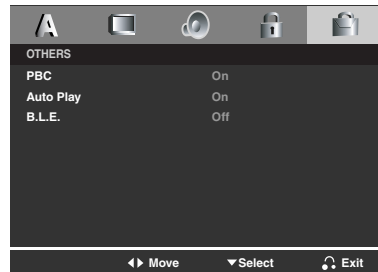 A
OTHERS
PBC On
Auto Play On
B.L.E. Off
Move Select Exit